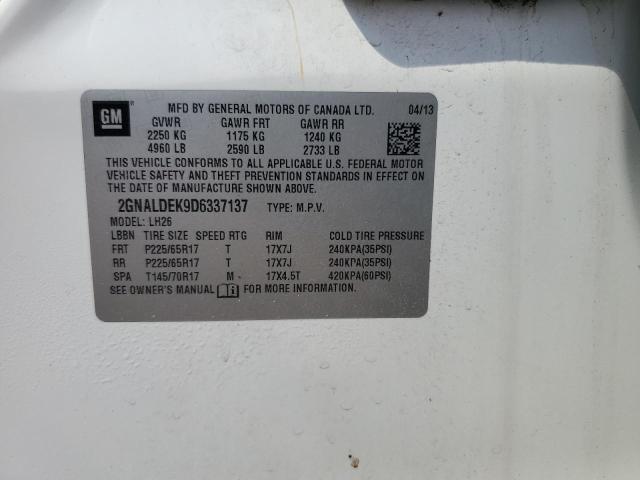 GM ® MFD BY GENERAL MOTORS OF CANADA LTD. 04/13
GVWR GAWR FRT GAWR RR
2250 KG 1175 KG 1240 KG
4960 LB 2590 LB 2733 LB
THIS VEHICLE CONFORMS TO ALL APPLICABLE U.S. FEDERAL MOTOR
VEHICLE SAFETY AND THEFT PREVENTION STANDARDS IN EFFECT ON
THE DATE OF MANUFACTURE SHOWN ABOVE.
2GNALDEK9D6337137 TYPE: M.P.V.
MODEL: LH26
LBBN TIRE SIZE SPEED RTG RIM COLD TIRE PRESSURE
FRT P225/65R17 T 17X7J 240KPA(35PSI)
RR P225/65R17 T 17X7J 240KPA(35PSI)
SPA T145/70R17 M 17X4.5T 420KPA(60PSI)
SEE OWNER'S MANUAL FOR MORE INFORMATION.